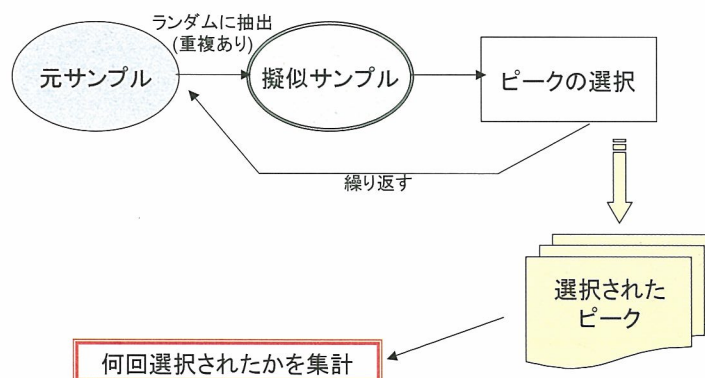 ランダムに抽出
(重複あり)
元サンプル
擬似サンプル
ピークの選択
繰り返す
選択された
ピーク
何回選択されたかを集計